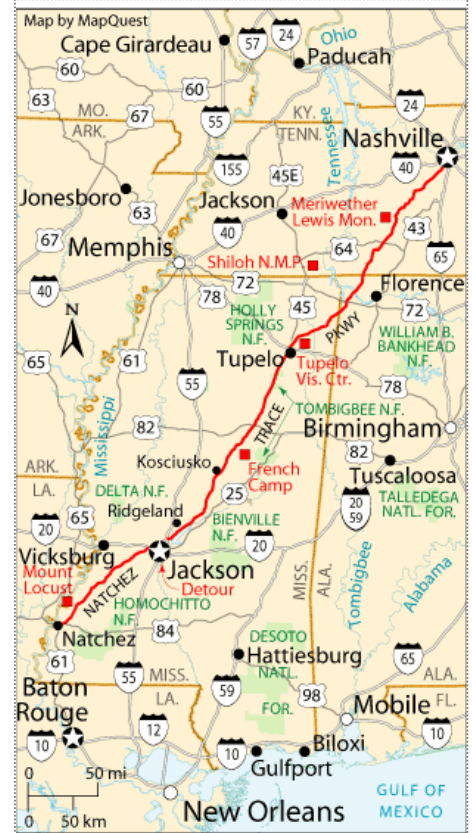 Map by MapQuest
Cape Girardeau
57
24
Ohio
Paducah
60
60
63
67
MO.
ARK.
55
KY.
TENN.
24
Nashville
155
45E
Tennessee
40
Jonesboro
63
Jackson
Meriwether
Lewis Mon.
43
67
40
64
65
Memphis
Shiloh N.M.P.
40
78
72
45
Florence
N
HOLLY
SPRINGS
N.F.
PKWY
72
WILLIAM B.
BANKHEAD
N.F.
65
61
Tupelo
Tupelo
Vis. Ctr.
55
78
Mississippi
82
TRACE
TOMBIGBEE N.F.
Birmingham
Kosciusko
82
ARK.
LA.
French
Camp
Tuscaloosa
DELTA N.F.
25
20
59
TALLEDEGA
NATL. FOR.
65
Ridgeland
BIENVILLE
N.F.
20
Vicksburg
20
MISS.
ALA.
Tombigbee
Alabama
Mount
Locust
NATCHEZ
Jackson
Detour
HOMOCHITTO
N.F.
Natchez
84
DESOTO
NATL.
FOR.
61
Hattiesburg
65
55
MISS.
LA.
59
98
ALA.
FL.
Baton
Rouge
Mobile
10
12
10
Biloxi
10
Gulfport
0
50 mi
0
50 km
New Orleans
GULF OF
MEXICO